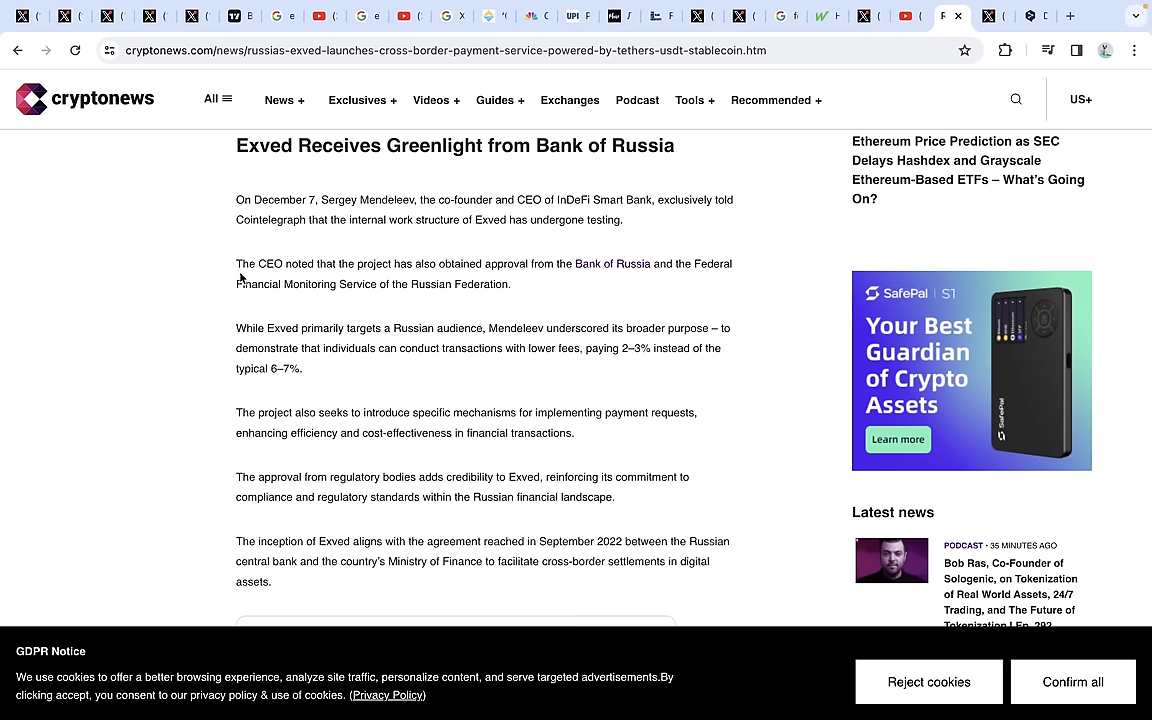 cryptonews.com/news/russias-exved-launches-cross-border-payment-service-powered-by-tethers-usdt-stablecoin.htm
cryptonews
All
News +
Exclusives +
Videos +
Guides +
Exchanges
Podcast
Tools +
Recommended +
US+
Exved Receives Greenlight from Bank of Russia
On December 7, Sergey Mendeleev, the co-founder and CEO of InDeFi Smart Bank, exclusively told
Cointelegraph that the internal work structure of Exved has undergone testing.
The CEO noted that the project has also obtained approval from the Bank of Russia and the Federal
Financial Monitoring Service of the Russian Federation.
While Exved primarily targets a Russian audience, Mendeleev underscored its broader purpose – to
demonstrate that individuals can conduct transactions with lower fees, paying 2–3% instead of the
typical 6–7%.
The project also seeks to introduce specific mechanisms for implementing payment requests,
enhancing efficiency and cost-effectiveness in financial transactions.
The approval from regulatory bodies adds credibility to Exved, reinforcing its commitment to
compliance and regulatory standards within the Russian financial landscape.
The inception of Exved aligns with the agreement reached in September 2022 between the Russian
central bank and the country's Ministry of Finance to facilitate cross-border settlements in digital
assets.
Ethereum Price Prediction as SEC
Delays Hashdex and Grayscale
Ethereum-Based ETFs – What's Going
On?
SafePal | S1
Your Best
Guardian
of Crypto
Assets
Learn more
SafePal
Latest news
PODCAST • 35 MINUTES AGO
Bob Ras, Co-Founder of
Sologenic, on Tokenization
of Real World Assets, 24/7
Trading, and The Future of
Tokenization | Ep. 292
GDPR Notice
We use cookies to offer a better browsing experience, analyze site traffic, personalize content, and serve targeted advertisements.By
clicking accept, you consent to our privacy policy & use of cookies. (Privacy Policy)
Reject cookies
Confirm all